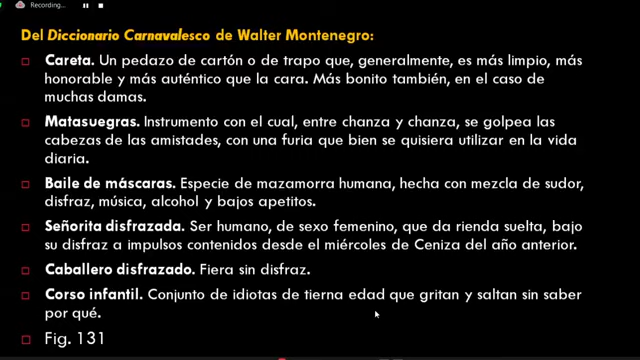 Recording...
Del Diccionario Carnavalesco de Walter Montenegro:
Careta. Un pedazo de cartón o de trapo que, generalmente, es más limpio, más
honorable y más auténtico que la cara. Más bonito también, en el caso de
muchas damas.
Matasuegras. Instrumento con el cual, entre chanza y chanza, se golpea las
cabezas de las amistades, con una furia que bien se quisiera utilizar en la vida
diaria.
Baile de máscaras. Especie de mazamorra humana, hecha con mezcla de sudor,
disfraz, música, alcohol y bajos apetitos.
Señorita disfrazada. Ser humano, de sexo femenino, que da rienda suelta, bajo
su disfraz a impulsos contenidos desde el miércoles de Ceniza del año anterior.
Caballero disfrazado. Fiera sin disfraz.
Corso infantil. Conjunto de idiotas de tierna edad que gritan y saltan sin saber
por qué.
Fig. 131